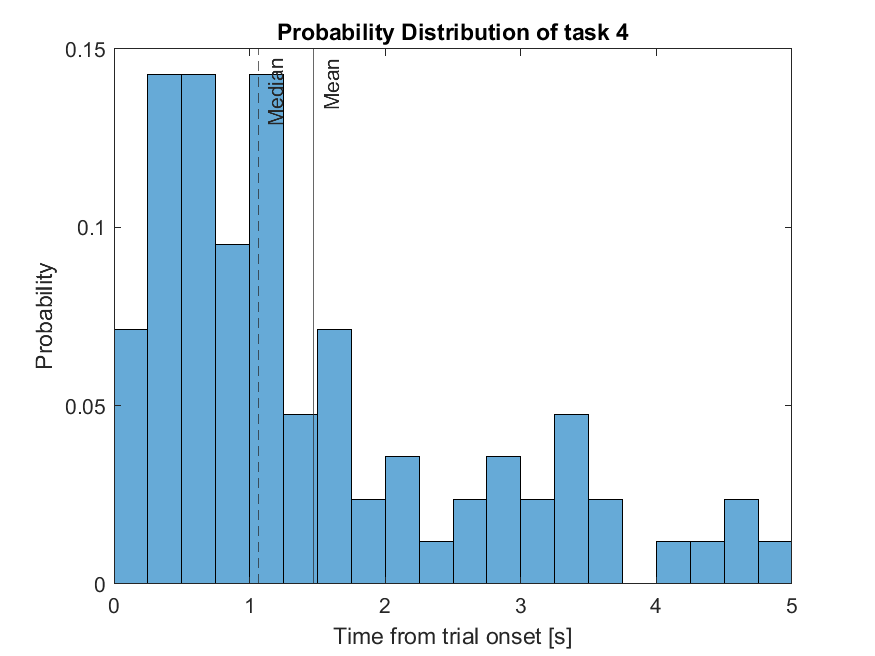 Probability Distribution of task 4
0.15
0.1
0.05
0
Probability
Median
Mean
0 1 2 3 4 5
Time from trial onset [s]